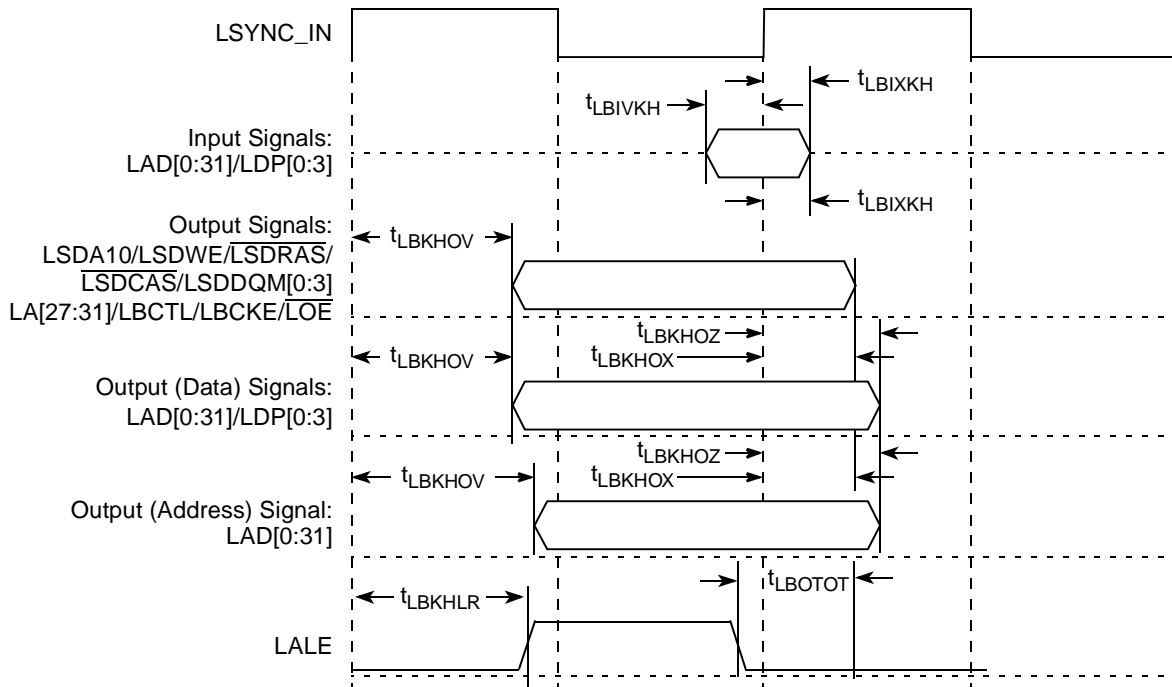 LSYNC_IN
tLBIXKH
tLBIVKH
Input Signals:
LAD[0:31]/LDP[0:3]
tLBIXKH
Output Signals:
tLBKHOV
LSDA10/LSDWE/LSDRAS/
LSDCAS/LSDDQM[0:3]
LA[27:31]/LBCTL/LBCKE/LOE
tLBKHOZ
tLBKHOV
tLBKHOX
Output (Data) Signals:
LAD[0:31]/LDP[0:3]
tLBKHOZ
tLBKHOV
tLBKHOX
Output (Address) Signal:
LAD[0:31]
tLBOTOT
tLBKHLR
LALE